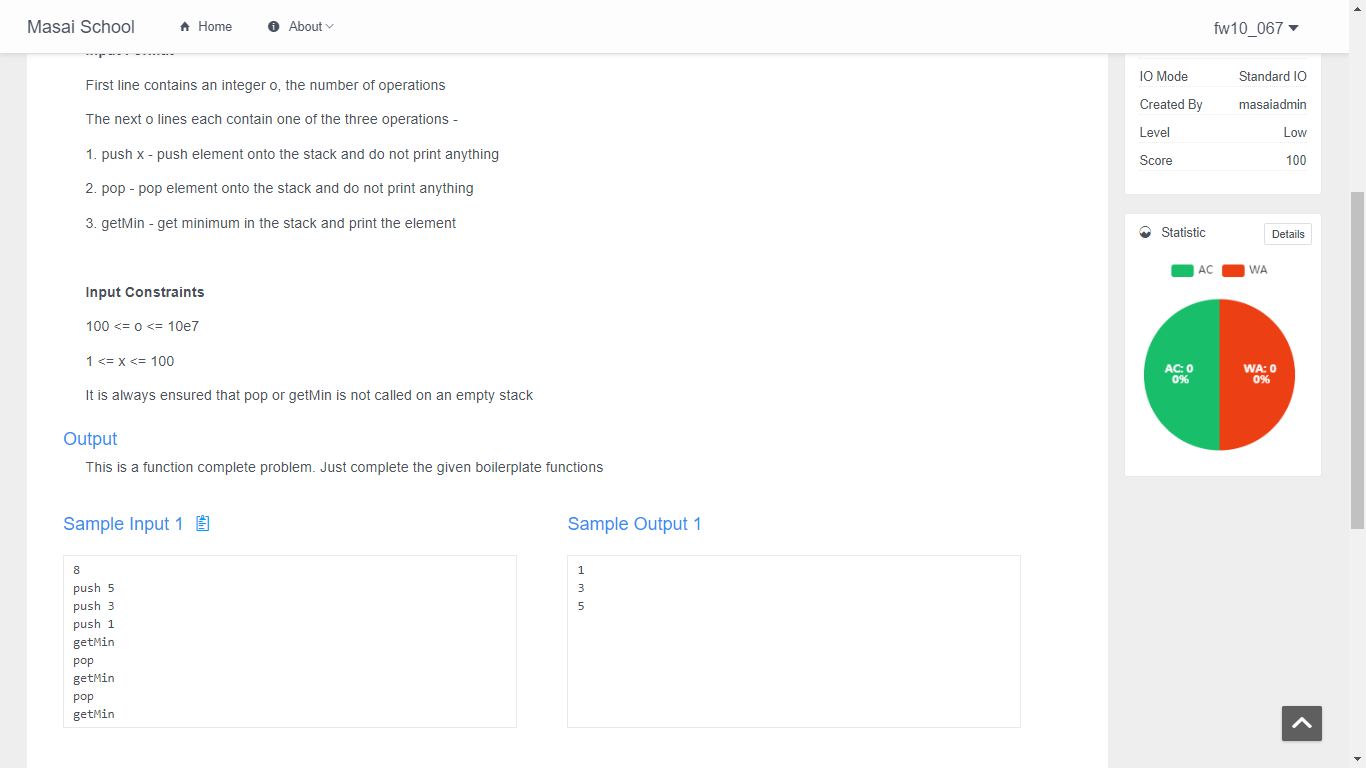 Masai School
Home
About
fw10_067
First line contains an integer o, the number of operations
The next o lines each contain one of the three operations -
1. push x - push element onto the stack and do not print anything
2. pop - pop element onto the stack and do not print anything
3. getMin - get minimum in the stack and print the element
Input Constraints
100 <= o <= 10e7
1 <= x <= 100
It is always ensured that pop or getMin is not called on an empty stack
Output
This is a function complete problem. Just complete the given boilerplate functions
Sample Input 1
8
push 5
push 3
push 1
getMin
pop
getMin
pop
getMin
Sample Output 1
1
3
5
IO Mode Standard IO
Created By masaiadmin
Level Low
Score 100
Statistic
Details
AC WA
AC: 0
0%
WA: 0
0%